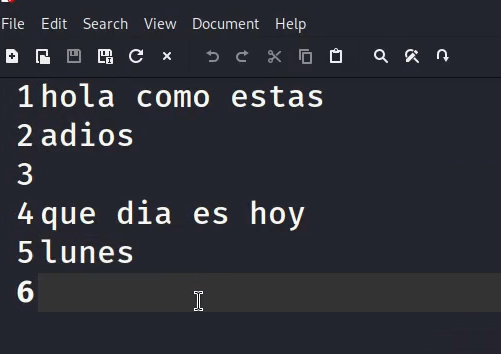 File Edit Search View Document Help
1 hola como estas
2 adios
3
4 que dia es hoy
5 lunes
6